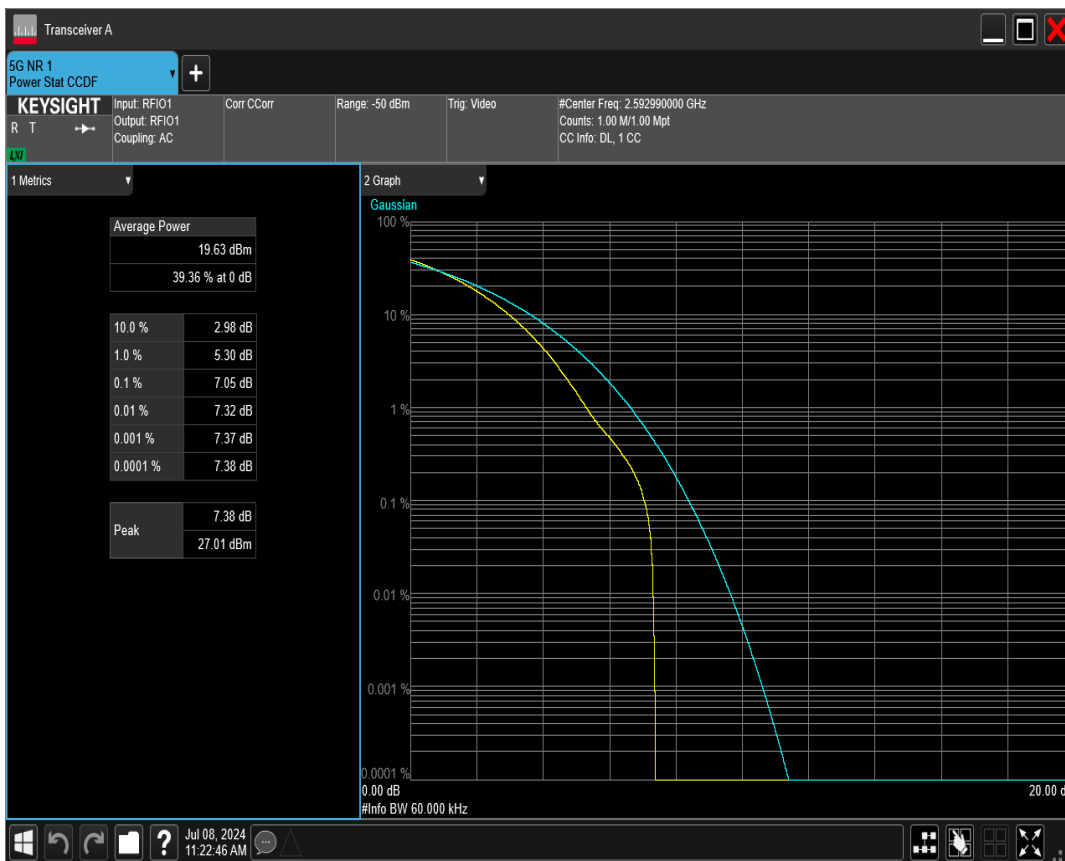 Transceiver A
5G NR 1
Power Stat CCDF
+
KEYSIGHT
R T
LXI
Input: RFIO1
Output: RFIO1
Coupling: AC
Corr CCorr
Range: -50 dBm
Trig: Video
#Center Freq: 2.592990000 GHz
Counts: 1.00 M/1.00 Mpt
CC Info: DL, 1 CC
1 Metrics
Average Power
19.63 dBm
39.36 % at 0 dB
10.0 % 2.98 dB
1.0 % 5.30 dB
0.1 % 7.05 dB
0.01 % 7.32 dB
0.001 % 7.37 dB
0.0001 % 7.38 dB
Peak 7.38 dB
27.01 dBm
2 Graph
Gaussian
100 %
10 %
1 %
0.1 %
0.01 %
0.001 %
0.0001 %
0.00 dB
20.00 d
#Info BW 60.000 kHz
?
Jul 08, 2024
11:22:46 AM